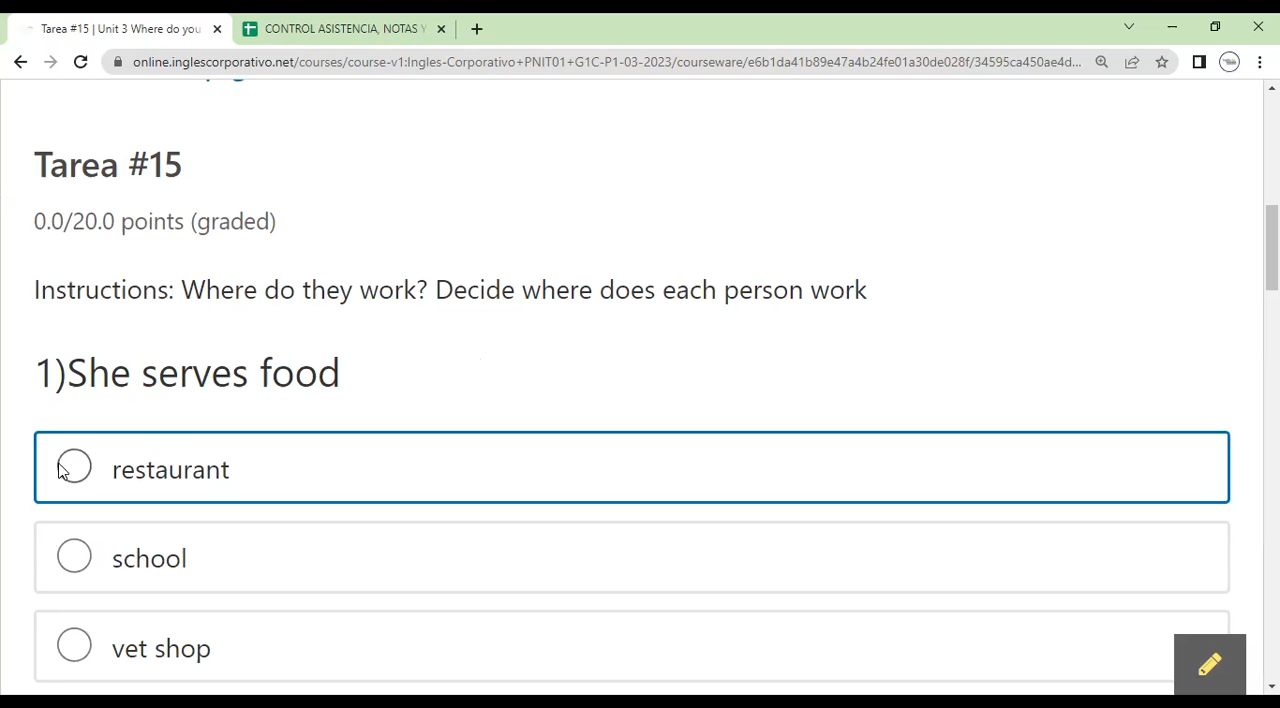 Tarea #15 | Unit 3 Where do you
CONTROL ASISTENCIA, NOTAS Y
online.inglescorporativo.net/courses/course-v1:Ingles-Corporativo+PNIT01+G1C-P1-03-2023/courseware/e6b1da41b89e47a4b24fe01a30de028f/34595ca450ae4d...
Tarea #15
0.0/20.0 points (graded)
Instructions: Where do they work? Decide where does each person work
1)She serves food
restaurant
school
vet shop